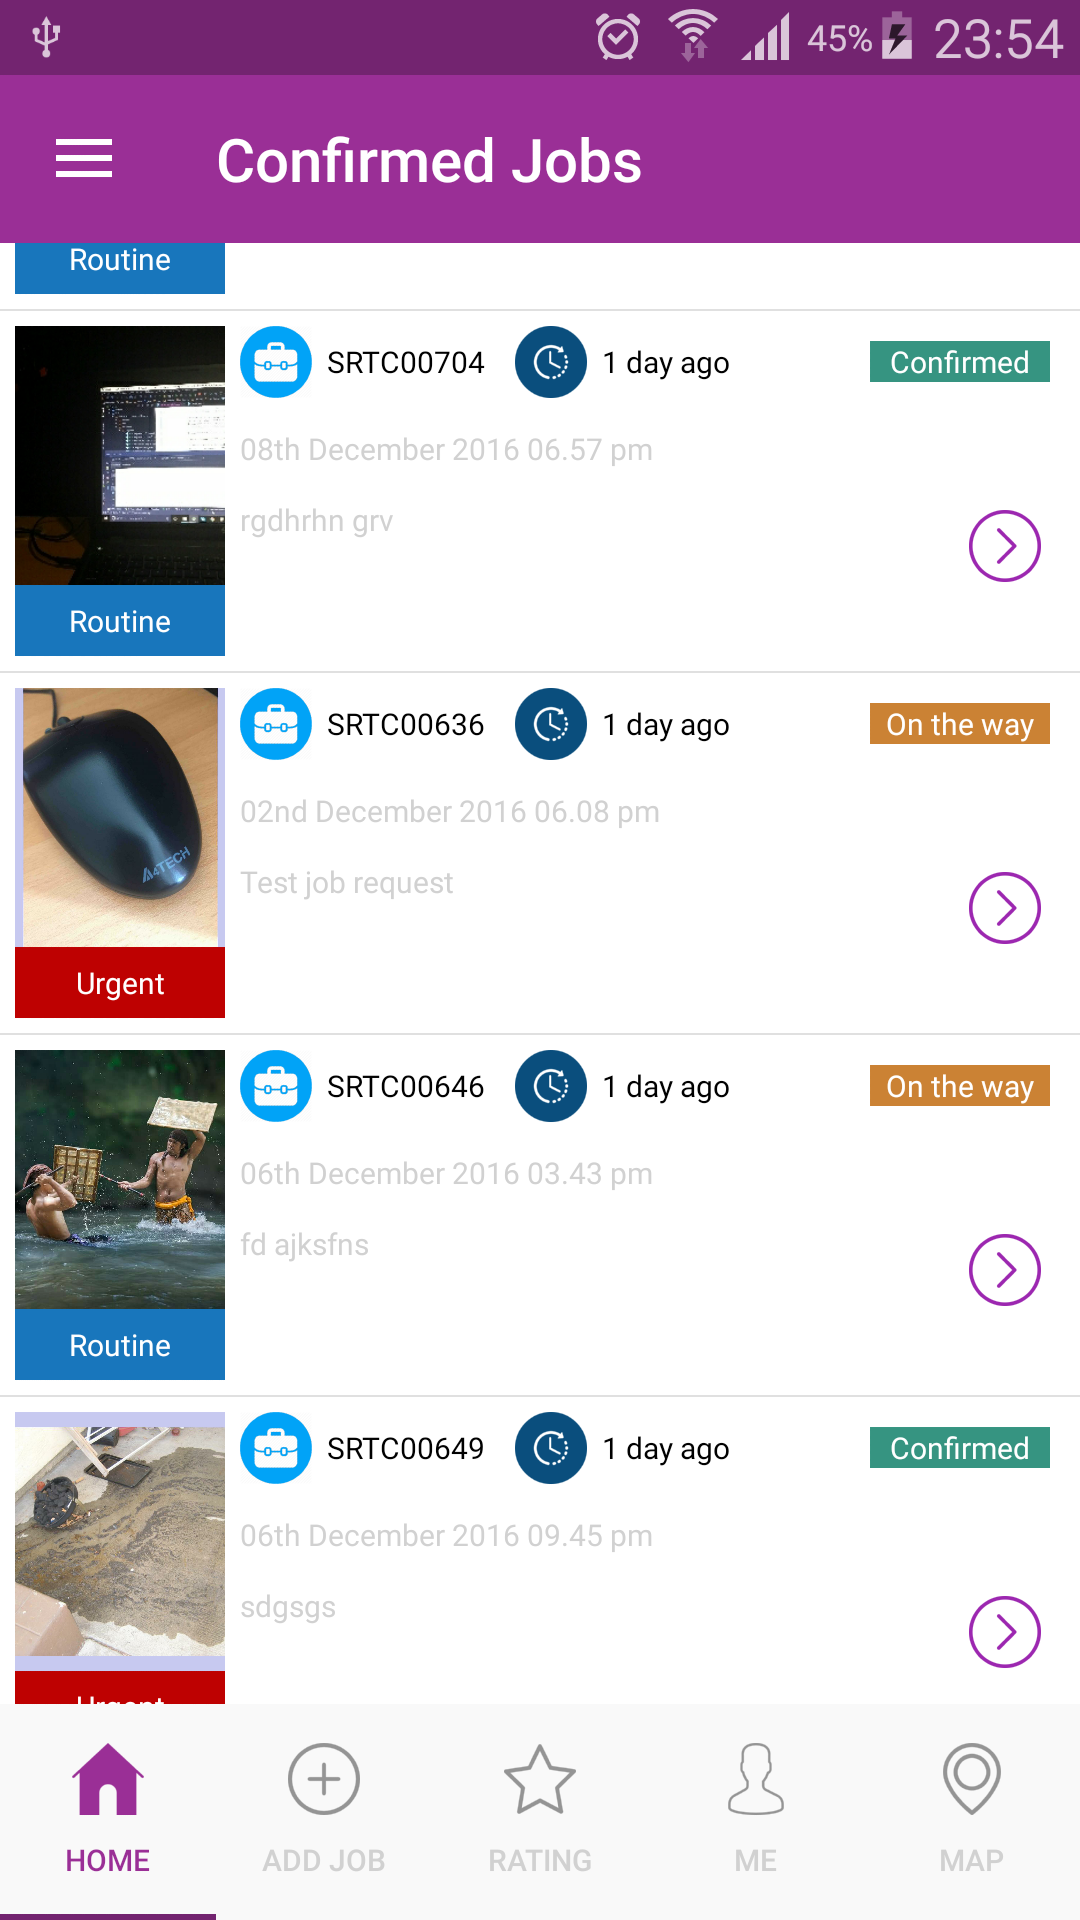 45% 23:54
Confirmed Jobs
Routine
SRTC00704 1 day ago Confirmed
08th December 2016 06.57 pm
rgdhrhn grv
Routine
SRTC00636 1 day ago On the way
02nd December 2016 06.08 pm
Test job request
A4TECH
Urgent
SRTC00646 1 day ago On the way
06th December 2016 03.43 pm
fd ajksfns
Routine
SRTC00649 1 day ago Confirmed
06th December 2016 09.45 pm
sdgsgs
Urgent
HOME ADD JOB RATING ME MAP